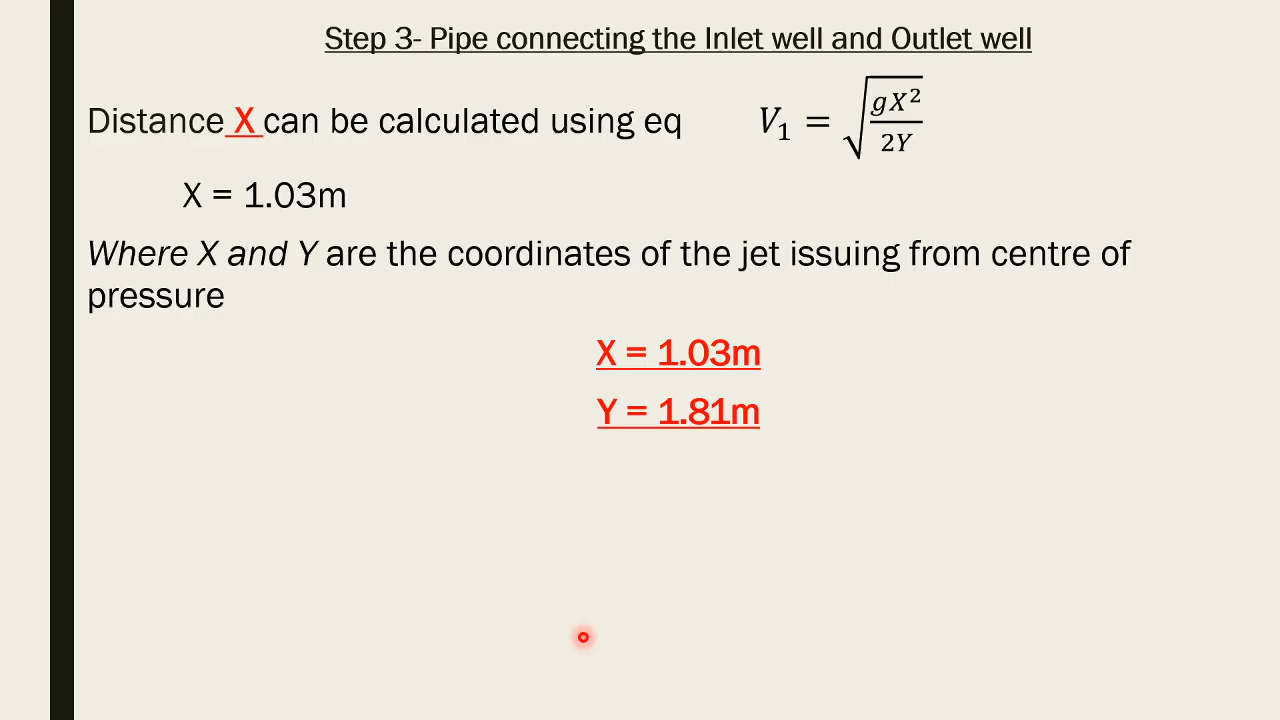 Step 3- Pipe connecting the Inlet well and Outlet well
Distance X can be calculated using eq V₁ = √(gX²/2Y)
X = 1.03m
Where X and Y are the coordinates of the jet issuing from centre of
pressure
X = 1.03m
Y = 1.81m